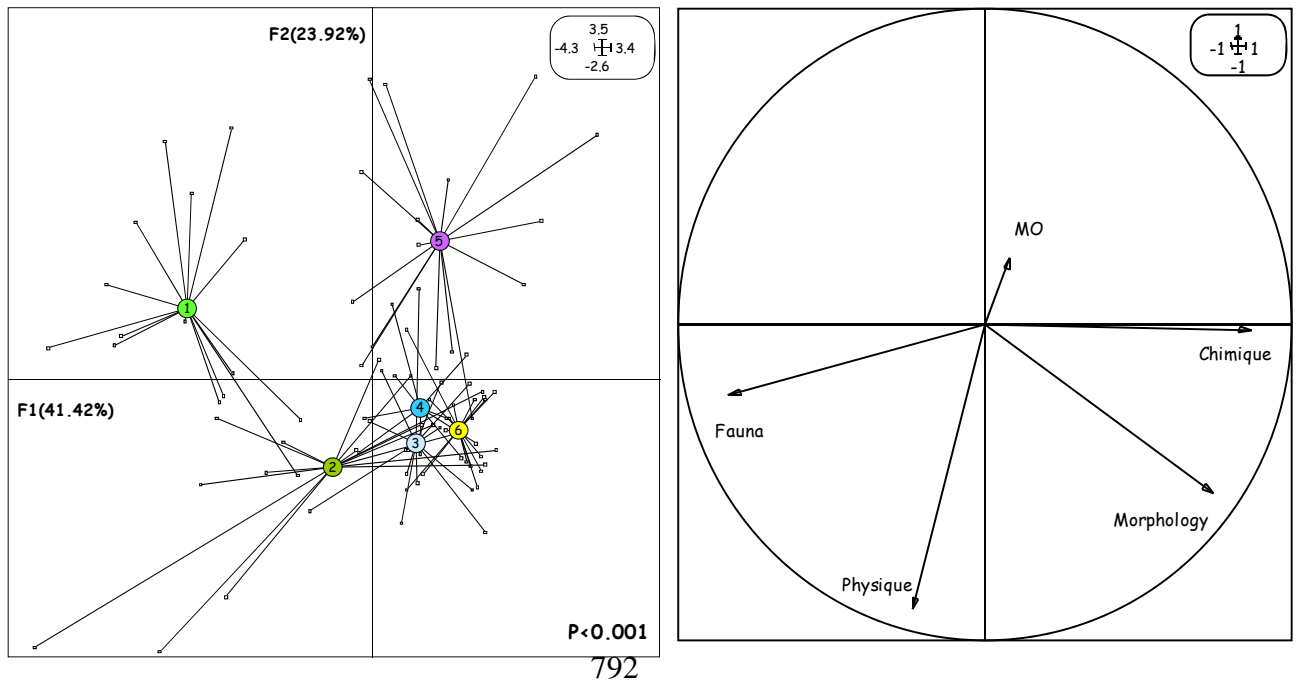 F2(23.92%)
3.5
-4.3 3.4
-2.6
5
1
F1(41.42%)
4
3
6
2
P<0.001
1
-1 1
-1
MO
Chimique
Fauna
Morphology
Physique
792